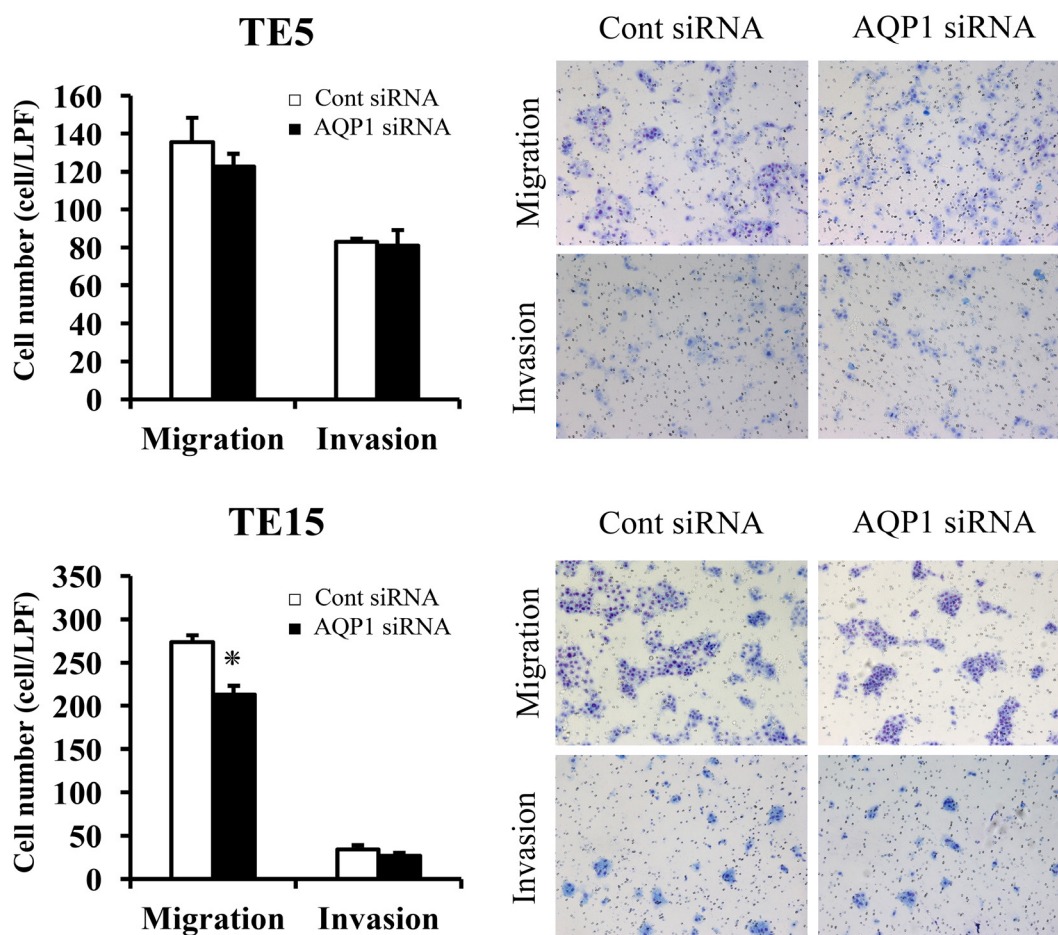 TE5
Cont siRNA
AQP1 siRNA
Cell number (cell/LPF)
160
140
120
100
80
60
40
20
0
Migration Invasion
Cont siRNA AQP1 siRNA
Migration
Invasion
TE15
Cont siRNA
AQP1 siRNA
Cell number (cell/LPF)
350
300
250
200
150
100
50
0
*
Migration Invasion
Cont siRNA AQP1 siRNA
Migration
Invasion